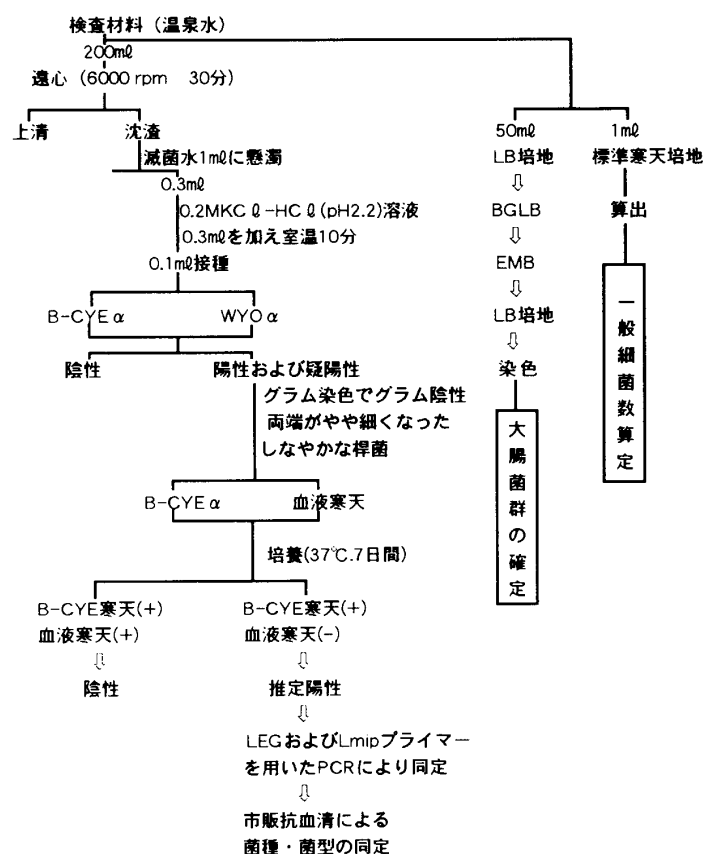 検査材料（温泉水）
200mℓ
遠心（6000 rpm 30分）
上清
沈渣
滅菌水1mℓに懸濁
0.3mℓ
0.2MKCℓ-HCℓ(pH2.2)溶液
0.3mℓを加え室温10分
0.1mℓ接種
B-CYEα
WYOα
陰性
陽性および疑陽性
グラム染色でグラム陰性
両端がやや細くなった
しなやかな桿菌
B-CYEα
血液寒天
培養(37℃.7日間)
B-CYE寒天(+)
血液寒天(+)
⇩
陰性
B-CYE寒天(+)
血液寒天(-)
⇩
推定陽性
⇩
LEGおよびLmipプライマー
を用いたPCRにより同定
⇩
市販抗血清による
菌種・菌型の同定
50mℓ
LB培地
⇩
BGLB
⇩
EMB
⇩
LB培地
⇩
染色
大腸菌群の確定
1mℓ
標準寒天培地
算出
一般細菌数算定